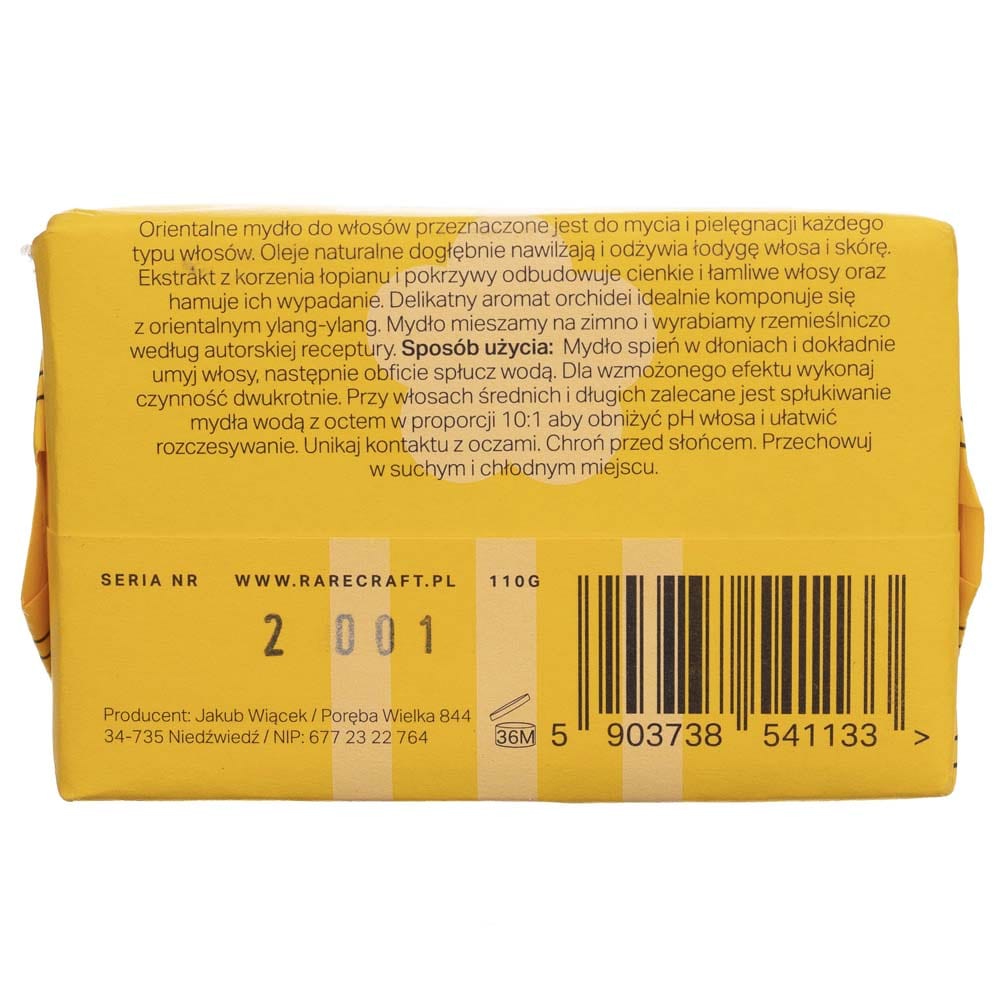 Orientalne mydło do włosów przeznaczone jest do mycia i pielęgnacji każdego
typu włosów. Oleje naturalne dogłębnie nawilżają i odżywia łodygę włosa i skórę.
Ekstrakt z korzenia łopianu i pokrzywy odbudowuje cienkie i łamliwe włosy oraz
hamuje ich wypadanie. Delikatny aromat orchidei idealnie komponuje się
z orientalnym ylang-ylang. Mydło mieszamy na zimno i wyrabiamy rzemieślniczo
według autorskiej receptury. Sposób użycia: Mydło spień w dłoniach i dokładnie
umyj włosy, następnie obficie spłucz wodą. Dla wzmożonego efektu wykonaj
czynność dwukrotnie. Przy włosach średnich i długich zalecane jest spłukiwanie
mydła wodą z octem w proporcji 10:1 aby obniżyć pH włosa i ułatwić
rozczesywanie. Unikaj kontaktu z oczami. Chroń przed słońcem. Przechowuj
w suchym i chłodnym miejscu.
SERIA NR WWW.RARECRAFT.PL 110G
2 001
Producent: Jakub Wiącek / Poręba Wielka 844
34-735 Niedźwiedź / NIP: 677 23 22 764
36M
5 903738 541133 >